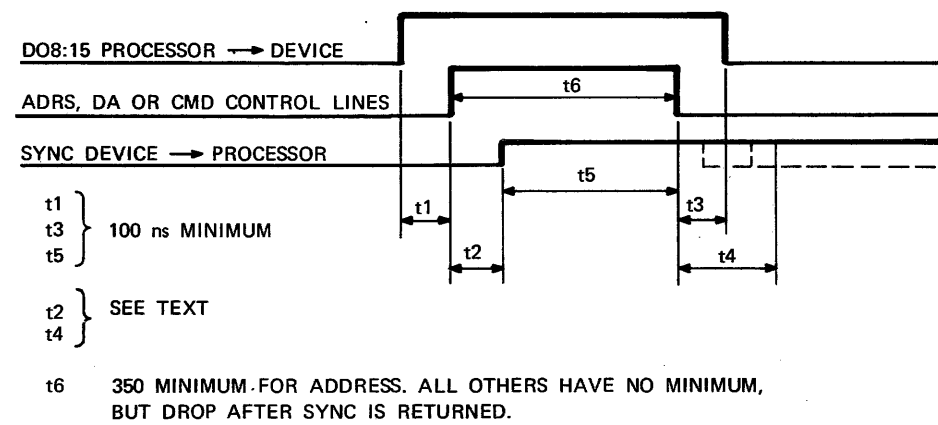 DO8:15 PROCESSOR → DEVICE
t6
ADRS, DA OR CMD CONTROL LINES
SYNC DEVICE → PROCESSOR
t5
t1
t3
t5
100 ns MINIMUM
t1
t3
t2
t4
t2
t4
SEE TEXT
t6 350 MINIMUM FOR ADDRESS. ALL OTHERS HAVE NO MINIMUM,
BUT DROP AFTER SYNC IS RETURNED.